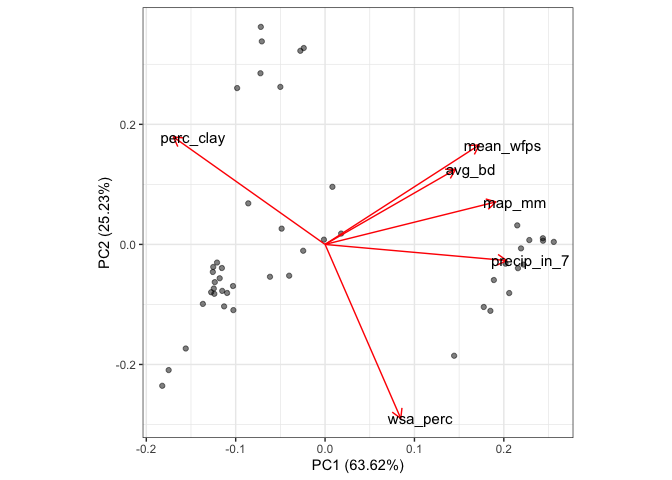 perc_clay
mean_wfps
avg_bd
map_mm
precip_in_7
wsa_perc
0.2
0.0
-0.2
-0.2
-0.1
0.0
0.1
0.2
PC1 (63.62%)
PC2 (25.23%)